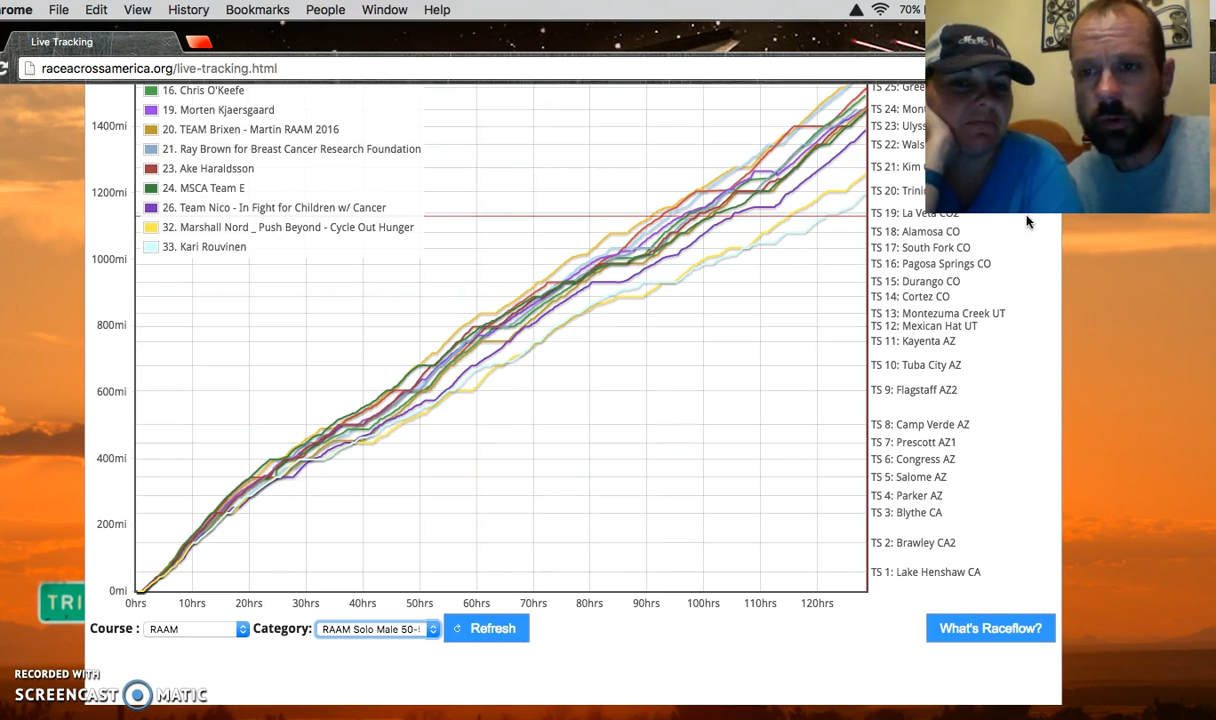 rome File Edit View History Bookmarks People Window Help 70%
Live Tracking
raceacrossamerica.org/live-tracking.html
16. Chris O'Keefe
19. Morten Kjaersgaard
20. TEAM Brixen - Martin RAAM 2016
21. Ray Brown for Breast Cancer Research Foundation
23. Ake Haraldsson
24. MSCA Team E
26. Team Nico - In Fight for Children w/ Cancer
32. Marshall Nord _ Push Beyond - Cycle Out Hunger
33. Kari Rouvinen
1400mi
1200mi
1000mi
800mi
600mi
400mi
200mi
0mi
0hrs 10hrs 20hrs 30hrs 40hrs 50hrs 60hrs 70hrs 80hrs 90hrs 100hrs 110hrs 120hrs
TS 25: Gree
TS 24: Mont
TS 23: Ulyss
TS 22: Wals
TS 21: Kim
TS 20: Trini
TS 19: La Veta CO2
TS 18: Alamosa CO
TS 17: South Fork CO
TS 16: Pagosa Springs CO
TS 15: Durango CO
TS 14: Cortez CO
TS 13: Montezuma Creek UT
TS 12: Mexican Hat UT
TS 11: Kayenta AZ
TS 10: Tuba City AZ
TS 9: Flagstaff AZ2
TS 8: Camp Verde AZ
TS 7: Prescott AZ1
TS 6: Congress AZ
TS 5: Salome AZ
TS 4: Parker AZ
TS 3: Blythe CA
TS 2: Brawley CA2
TS 1: Lake Henshaw CA
TRI
Course : RAAM Category: RAAM Solo Male 50- Refresh What's Raceflow?
RECORDED WITH
SCREENCAST MATIC